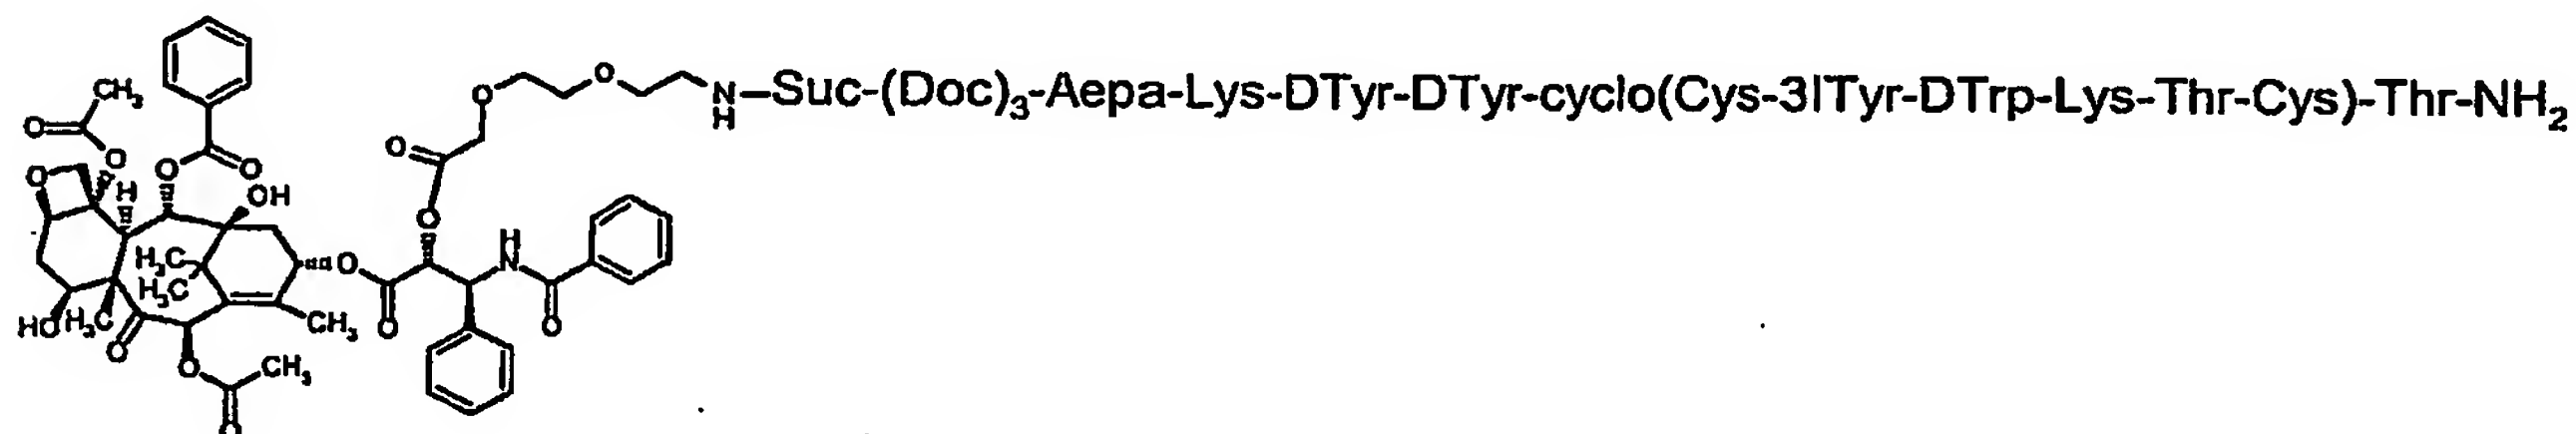 O
CH₃ O N-Suc-(Doc)₃-Aepa-Lys-DTyr-DTyr-cyclo(Cys-3ITyr-DTrp-Lys-Thr-Cys)-Thr-NH₂
H
O
O
O O O
O H OH
O
H
H₃C O N
H₃C
HO H₃C CH₃ O O
O
O CH₃
O